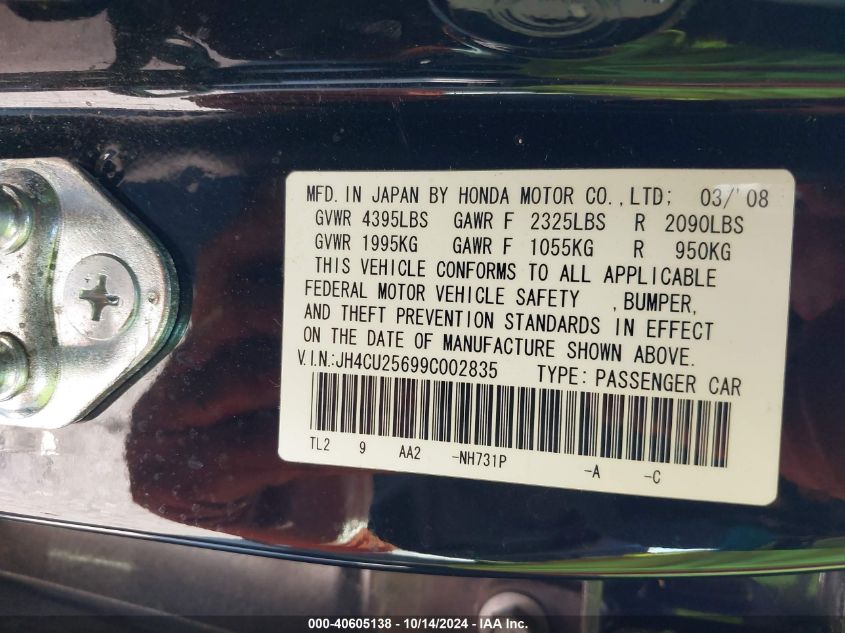 MFD. IN JAPAN BY HONDA MOTOR CO.,LTD; 03/'08
GVWR 4395LBS GAWR F 2325LBS R 2090LBS
GVWR 1995KG GAWR F 1055KG R 950KG
THIS VEHICLE CONFORMS TO ALL APPLICABLE
FEDERAL MOTOR VEHICLE SAFETY ,BUMPER,
AND THEFT PREVENTION STANDARDS IN EFFECT
ON THE DATE OF MANUFACTURE SHOWN ABOVE.
V.I.N.:JH4CU25699C002835 TYPE: PASSENGER CAR
TL2 9 AA2 -NH731P -A -C
000-40605138 - 10/14/2024 - IAA Inc.